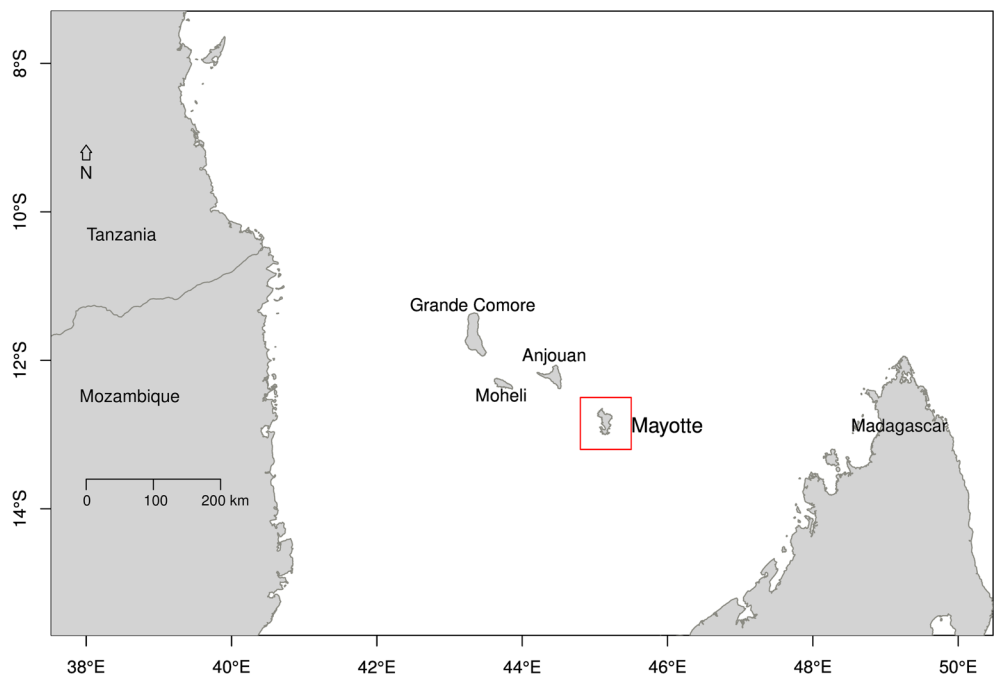 8°S
10°S
12°S
14°S
N
Tanzania
Grande Comore
Anjouan
Moheli
Mozambique
Mayotte
Madagascar
0 100 200 km
38°E 40°E 42°E 44°E 46°E 48°E 50°E